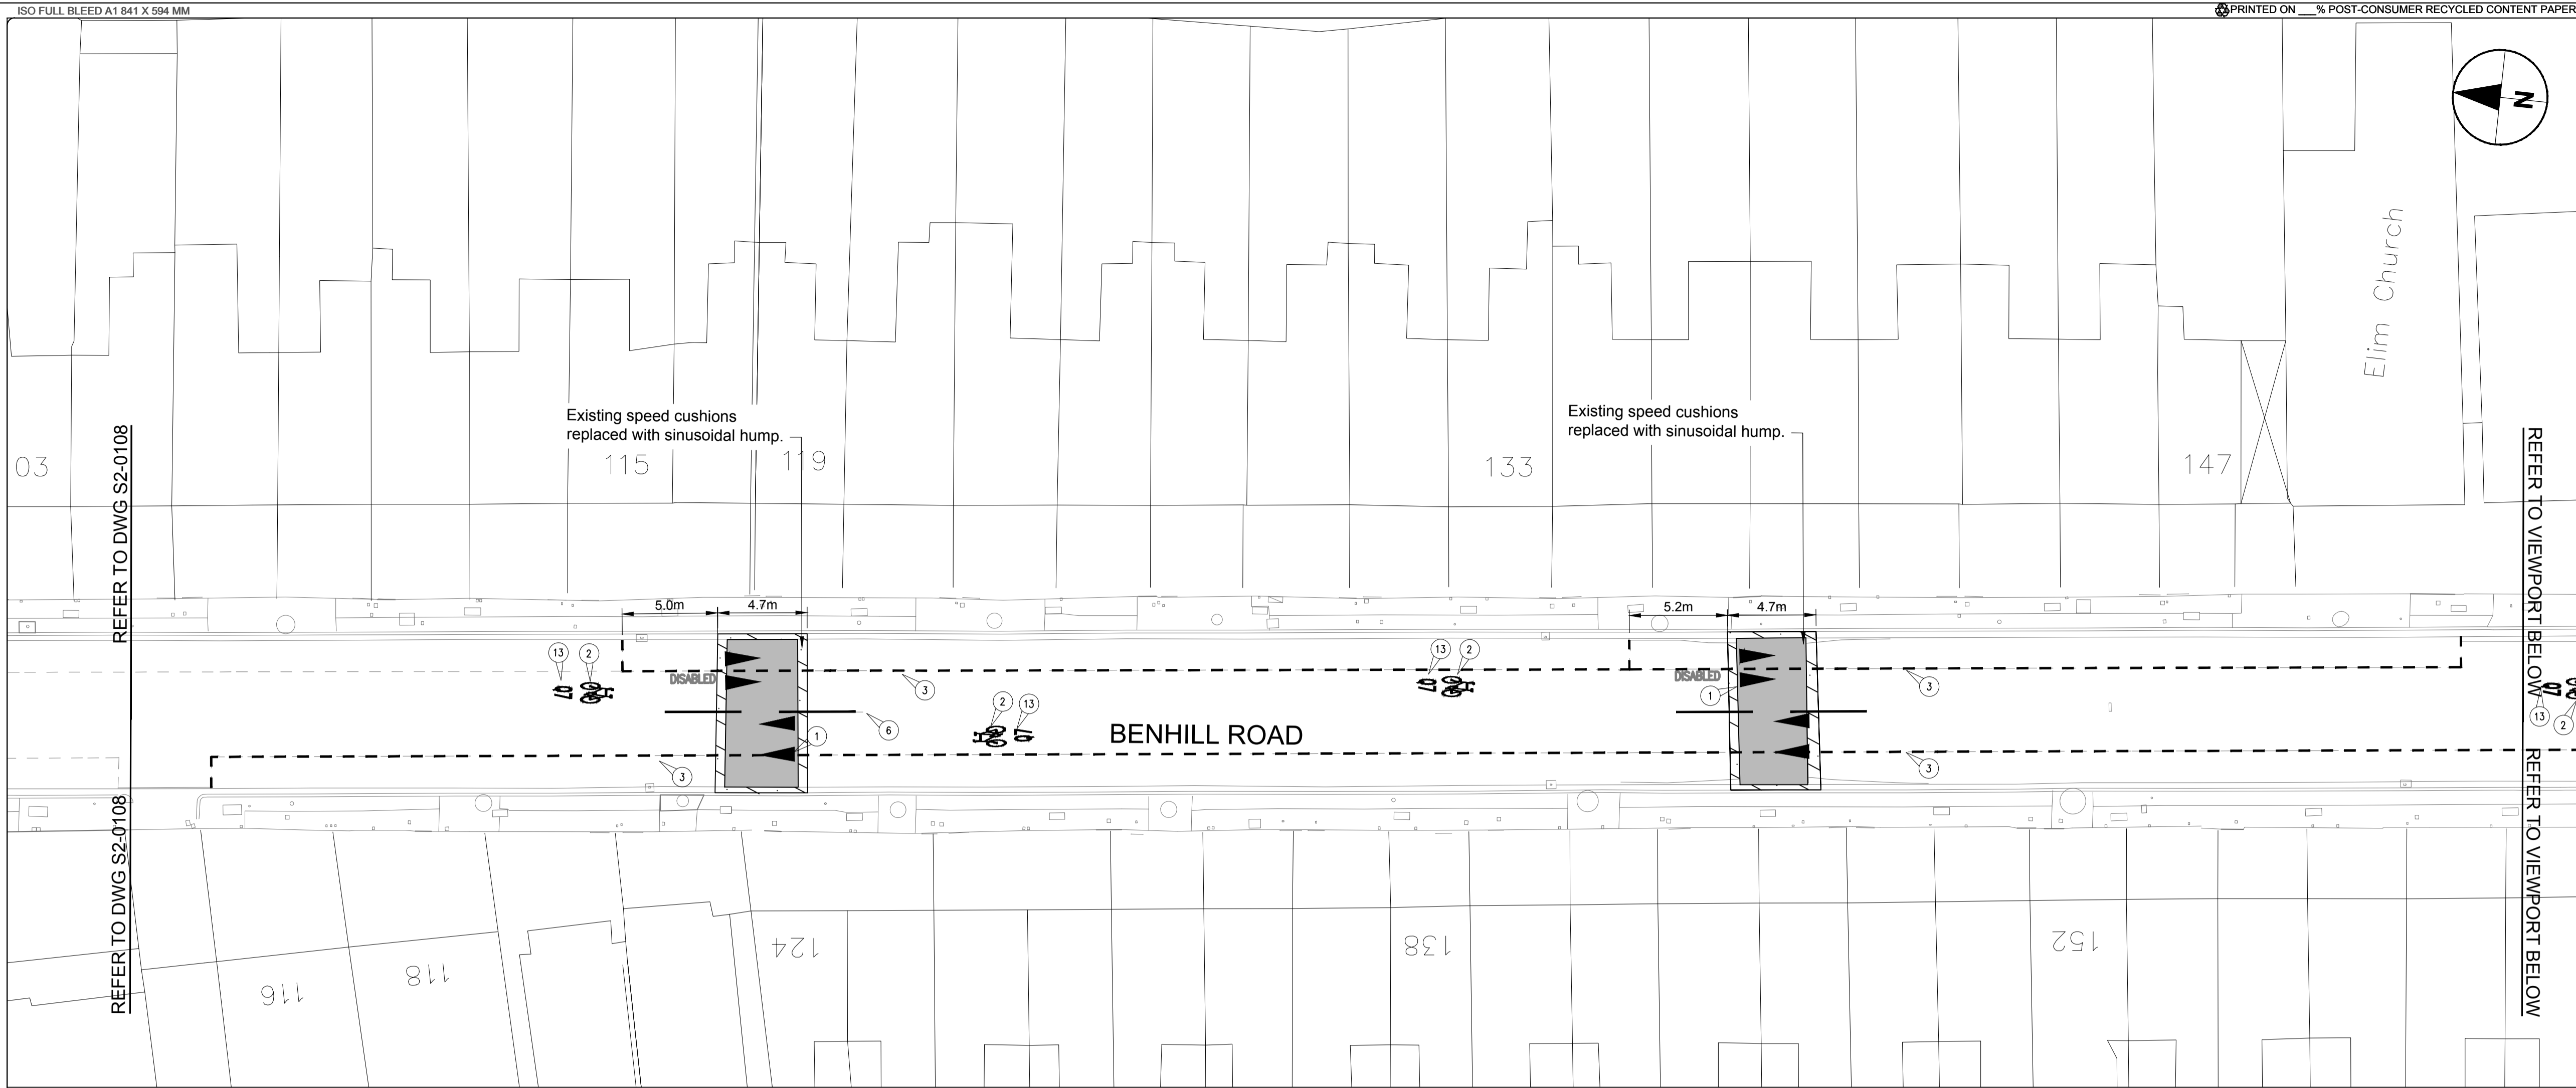 ISO FULL BLEED A1 841 X 594 MM
PRINTED ON ___% POST-CONSUMER RECYCLED CONTENT PAPER
N
Elim Church
Existing speed cushions
replaced with sinusoidal hump.
Existing speed cushions
replaced with sinusoidal hump.
03
115
119
133
147
REFER TO DWG S2-0108
REFER TO VIEWPORT BELOW
5.0m
4.7m
5.2m
4.7m
13
2
DISABLED
3
13
2
DISABLED
1
3
13
2
6
1
2
13
BENHILL ROAD
3
3
REFER TO DWG S2-0108
REFER TO VIEWPORT BELOW
116
118
124
138
152